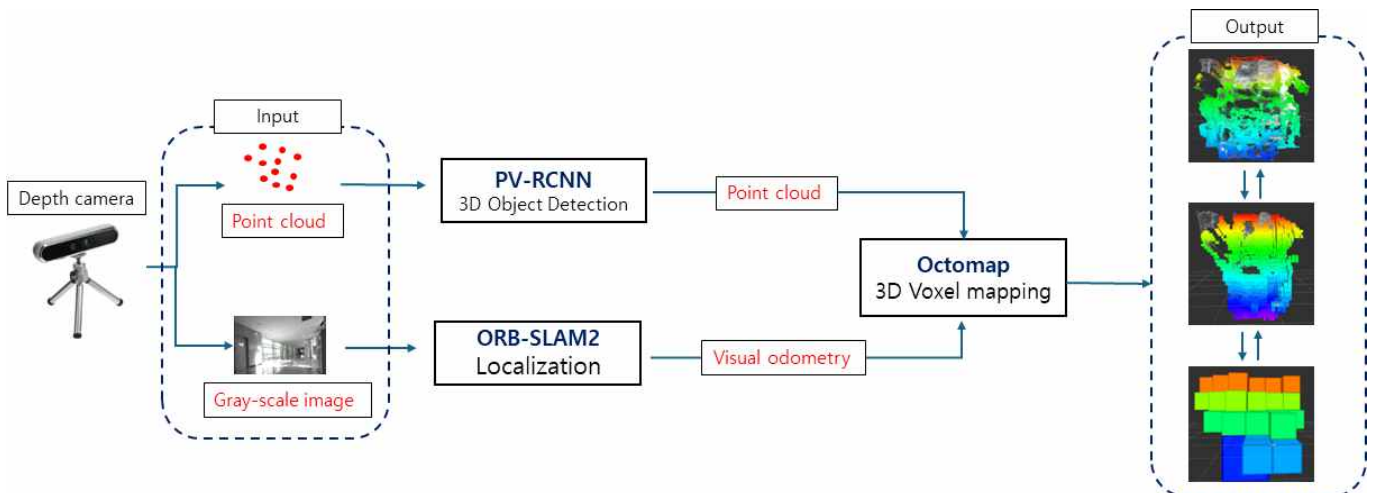 Depth camera
Input
Point cloud
Gray-scale image
PV-RCNN
3D Object Detection
ORB-SLAM2
Localization
Point cloud
Visual odometry
Octomap
3D Voxel mapping
Output